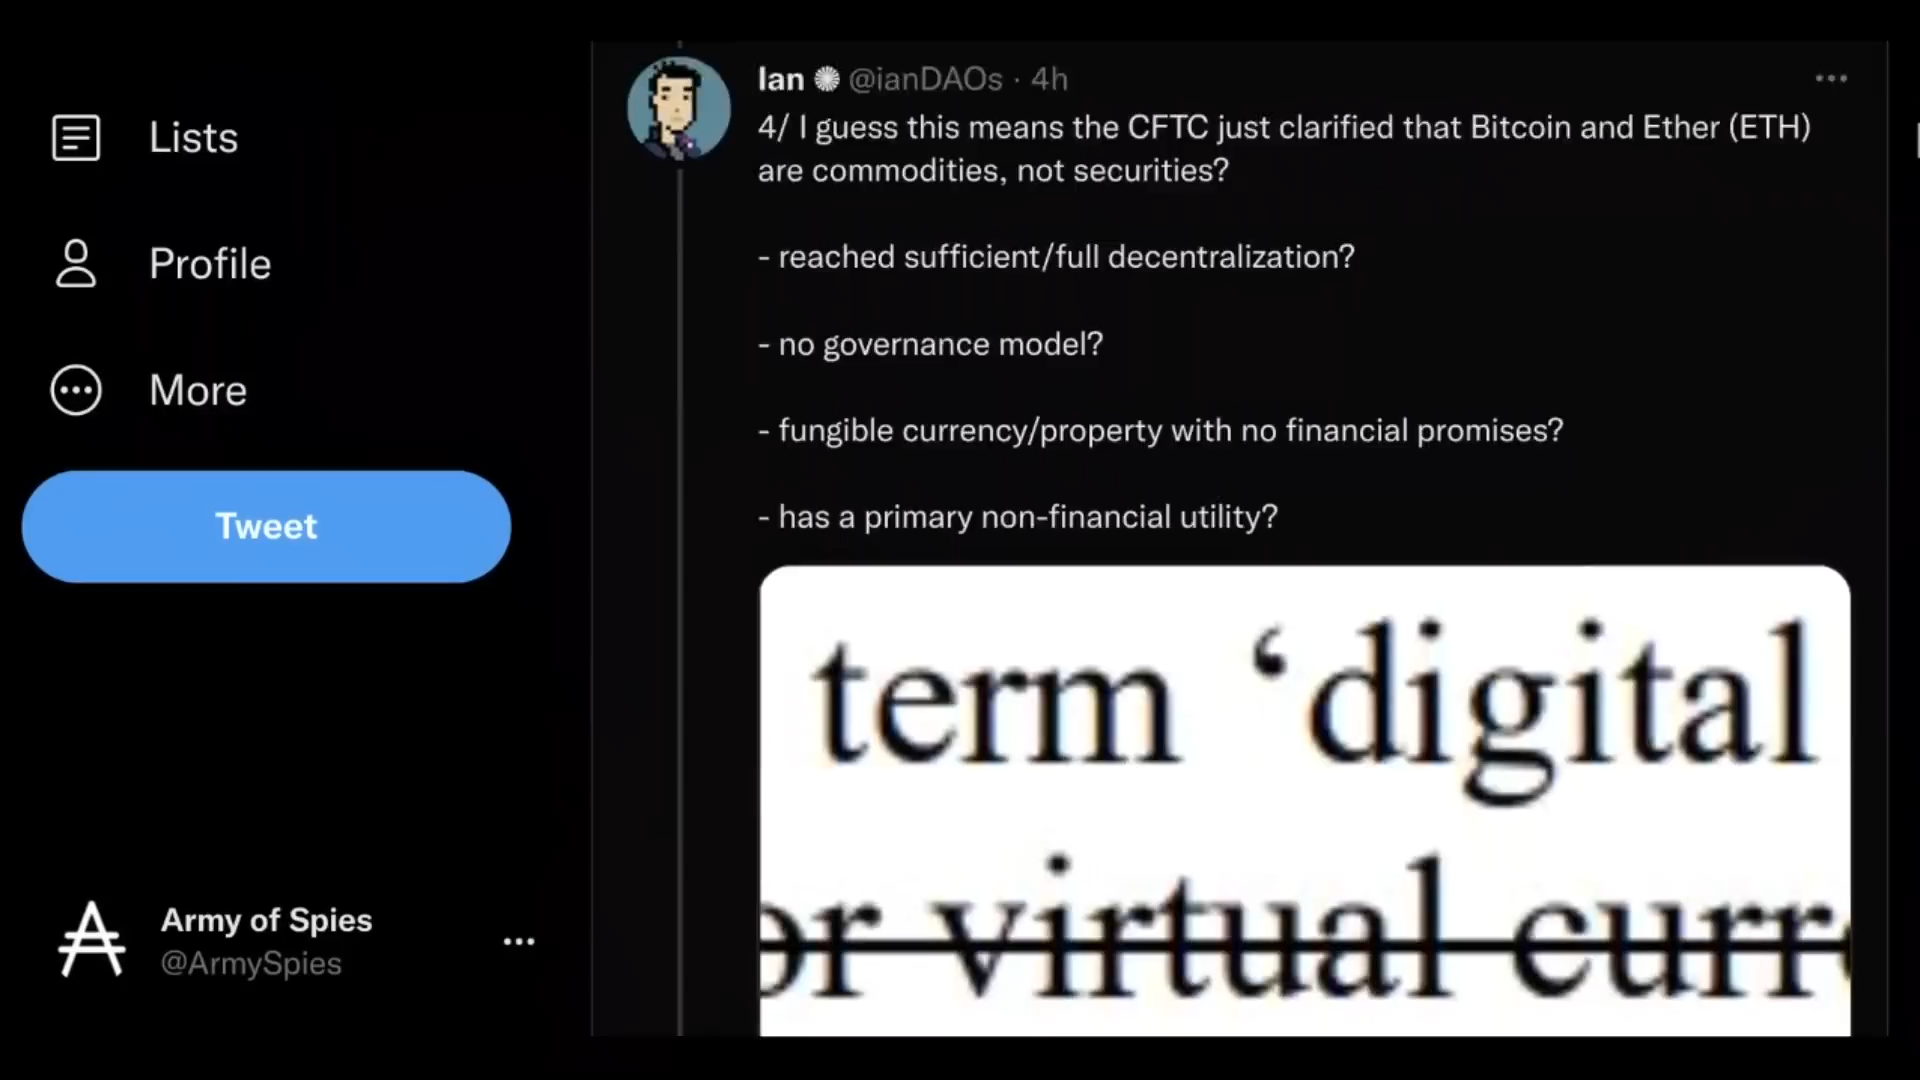 Lists
Profile
More
Tweet
Army of Spies
@ArmySpies
Ian @ianDAOs · 4h
4/ I guess this means the CFTC just clarified that Bitcoin and Ether (ETH)
are commodities, not securities?
- reached sufficient/full decentralization?
- no governance model?
- fungible currency/property with no financial promises?
- has a primary non-financial utility?
term ‘digital
or virtual curr